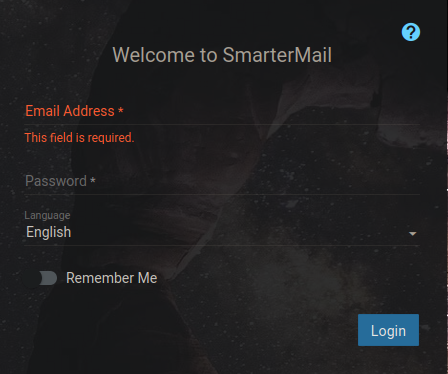 ?
Welcome to SmarterMail
Email Address *
This field is required.
Password *
Language
English
Remember Me
Login